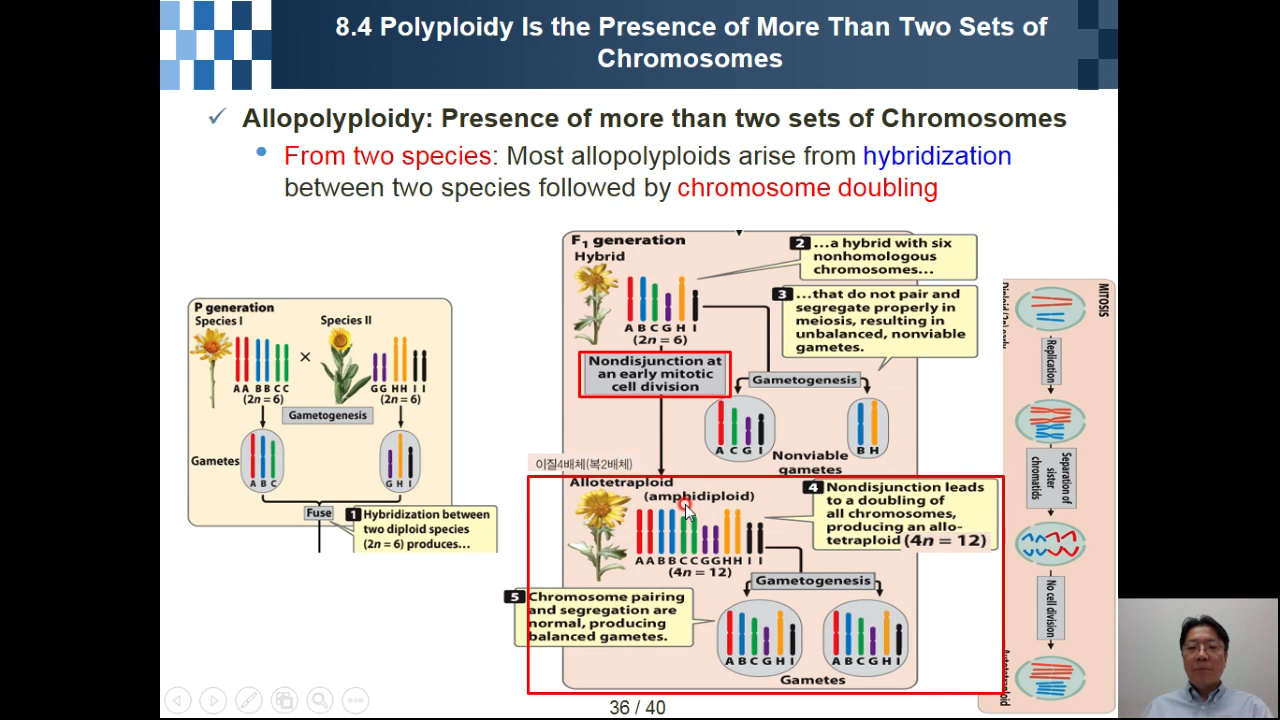 8.4 Polyploidy Is the Presence of More Than Two Sets of
Chromosomes
✓ Allopolyploidy: Presence of more than two sets of Chromosomes
• From two species: Most allopolyploids arise from hybridization
between two species followed by chromosome doubling
P generation
Species I
Species II
×
AA BB CC
(2n = 6)
GG HH I I
(2n = 6)
Gametogenesis
Gametes
A B C
G H I
Fuse
1 Hybridization between
two diploid species
(2n = 6) produces...
F1 generation
Hybrid
A B C G H I
(2n = 6)
2 ...a hybrid with six
nonhomologous
chromosomes...
3 ...that do not pair and
segregate properly in
meiosis, resulting in
unbalanced, nonviable
gametes.
Nondisjunction at
an early mitotic
cell division
Gametogenesis
A C G I
B H
Nonviable
gametes
이질4배체(복2배체)
Allotetraploid
(amphidiploid)
AABBCCGGHH I I
(4n = 12)
4 Nondisjunction leads
to a doubling of
all chromosomes,
producing an allo-
tetraploid (4n = 12)
Gametogenesis
5 Chromosome pairing
and segregation are
normal, producing
balanced gametes.
A B C G H I
A B C G H I
Gametes
MITOSIS
Replication
Separation of
sister
chromatids
No cell division
36 / 40